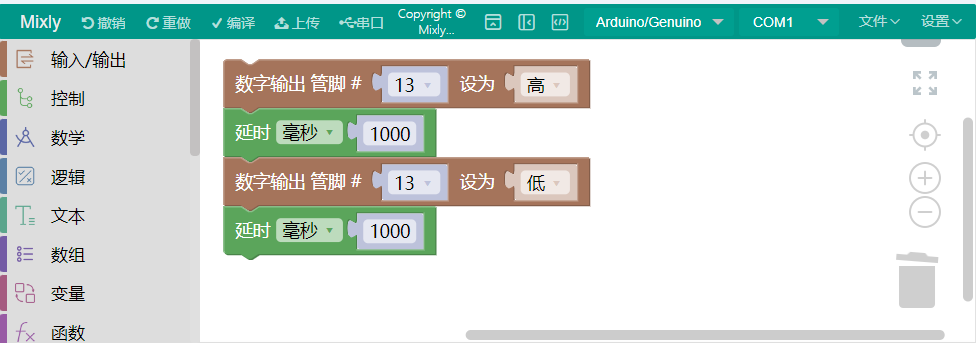 Mixly 撤销 重做 编译 上传 串口 Copyright © Mixly... Arduino/Genuino COM1 文件 设置
输入/输出
控制
数学
逻辑
文本
数组
变量
函数
数字输出 管脚 # 13 设为 高
延时 毫秒 1000
数字输出 管脚 # 13 设为 低
延时 毫秒 1000